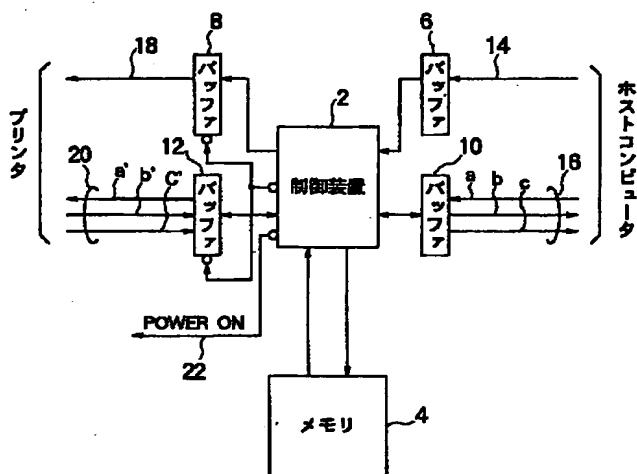 8
6
18
14
バッファ
バッファ
2
プリンタ
ホストコンピュータ
20
a'
b'
C'
12
バッファ
制御装置
10
バッファ
a
b
c
16
POWER ON
22
メモリ
4